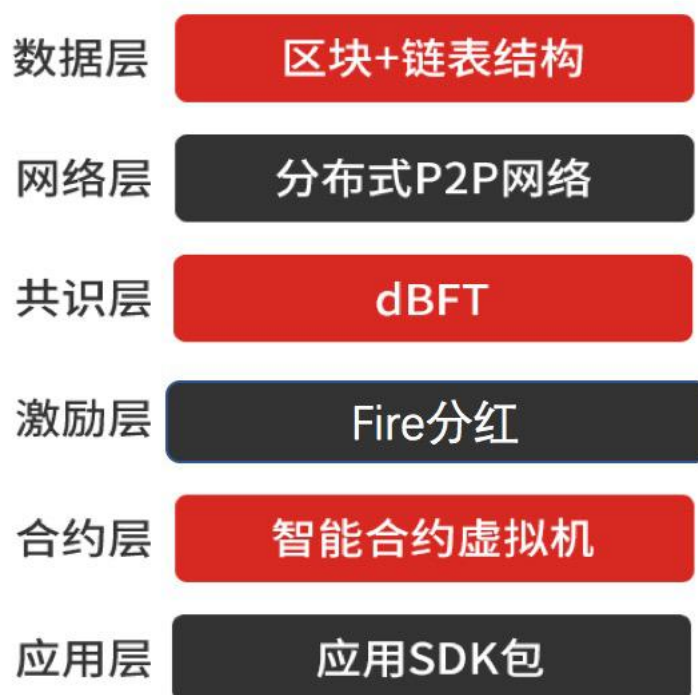 数据层 区块+链表结构
网络层 分布式P2P网络
共识层 dBFT
激励层 Fire分红
合约层 智能合约虚拟机
应用层 应用SDK包